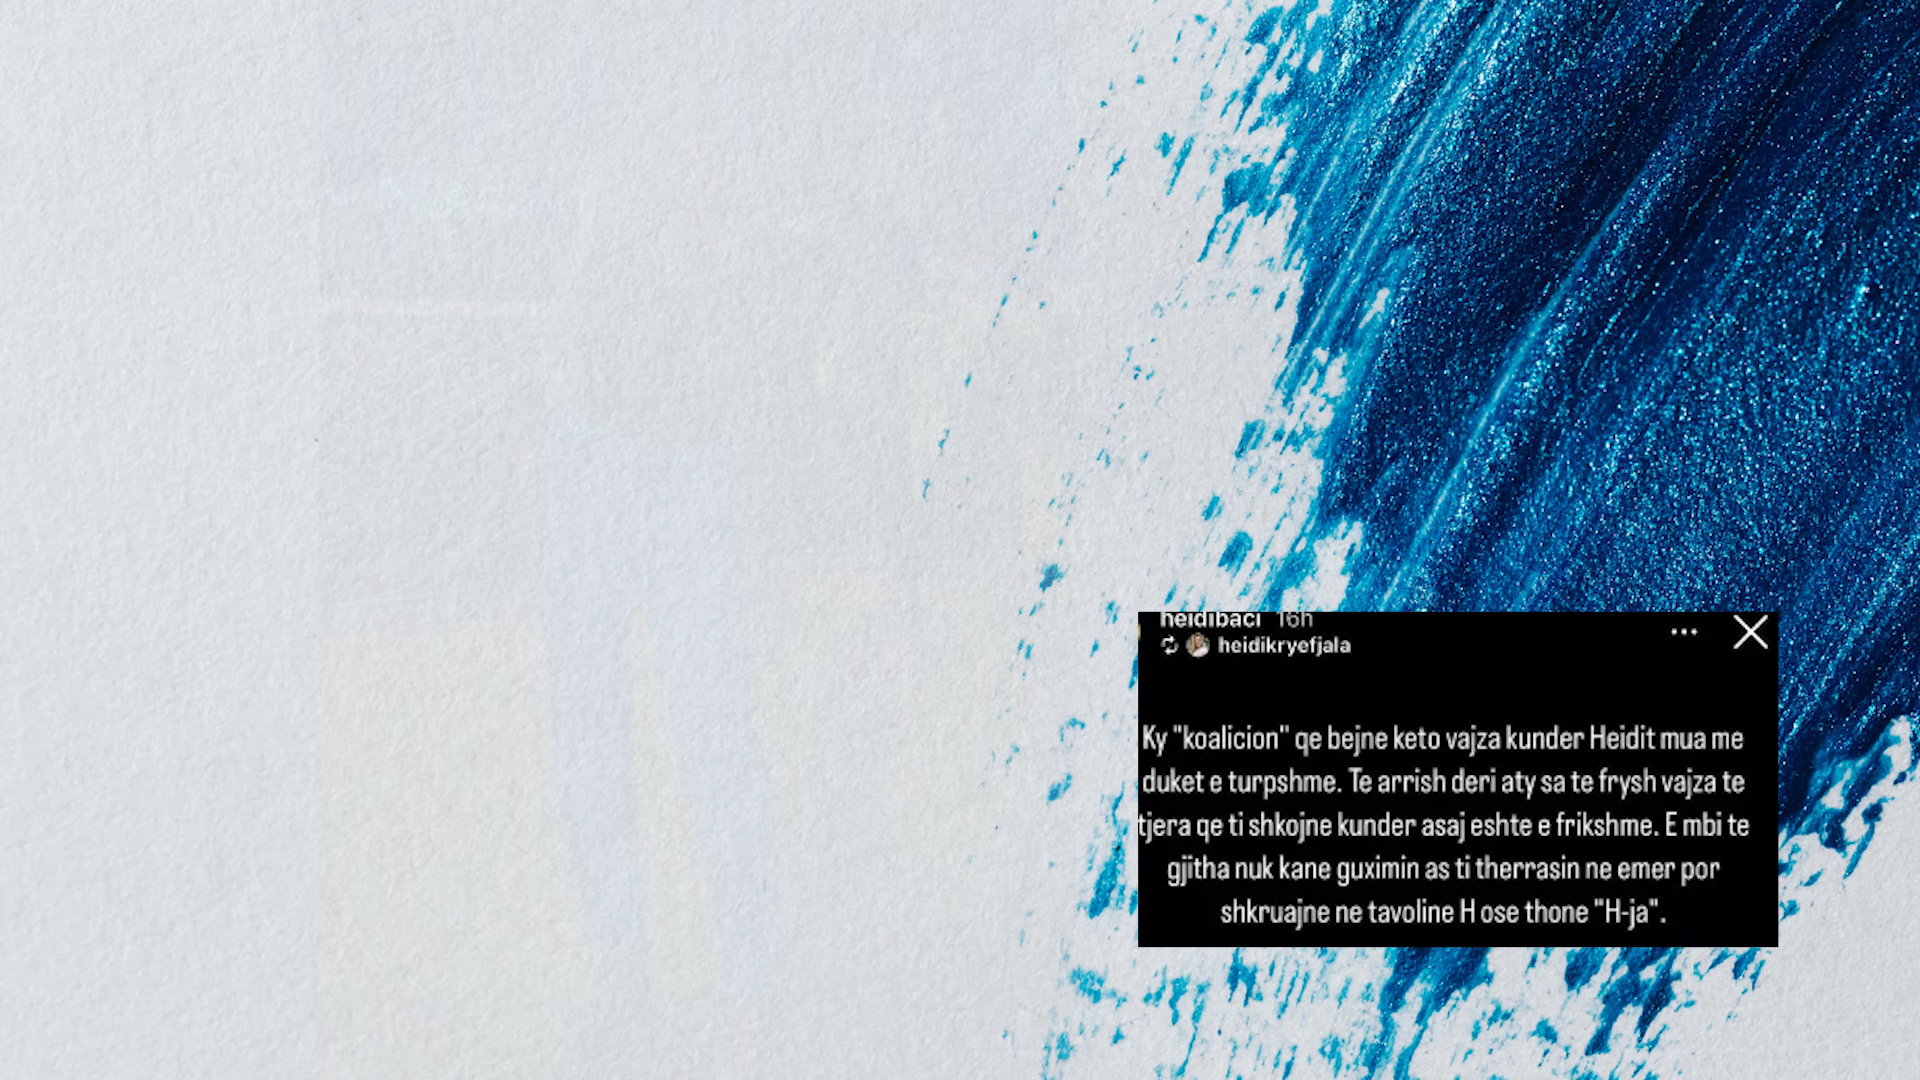 heidibaci 16h
heidikryefjala
Ky "koalicion" qe bejne keto vajza kunder Heidit mua me
duket e turpshme. Te arrish deri aty sa te frysh vajza te
tjera qe ti shkojne kunder asaj eshte e frikshme. E mbi te
gjitha nuk kane guximin as ti therrasin ne emer por
shkruajne ne tavoline H ose thone "H-ja".